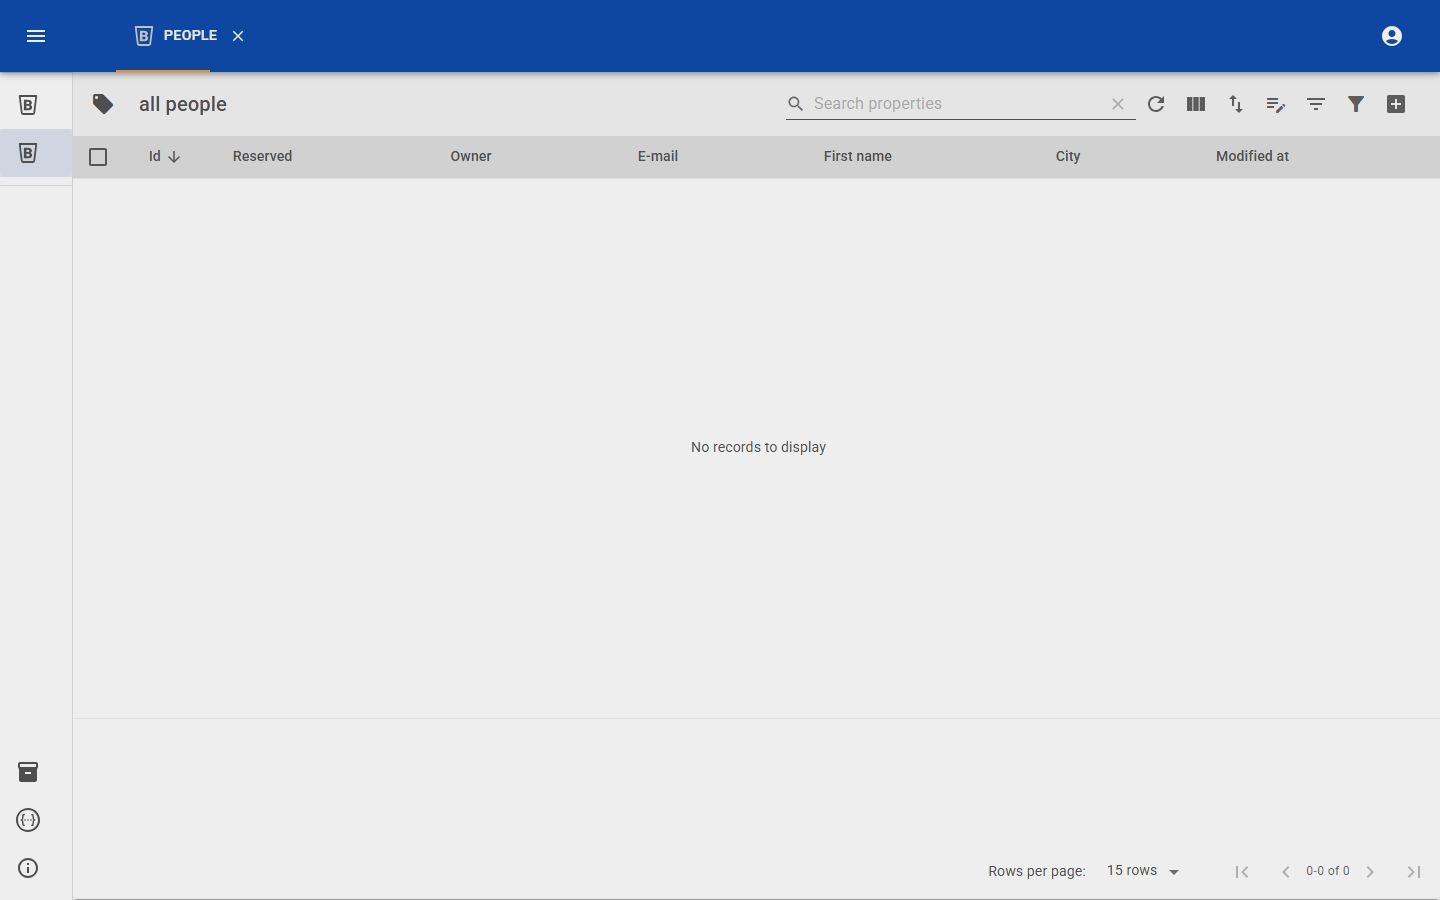 PEOPLE
all people
Search properties
Id
Reserved
Owner
E-mail
First name
City
Modified at
No records to display
Rows per page:
15 rows
0-0 of 0